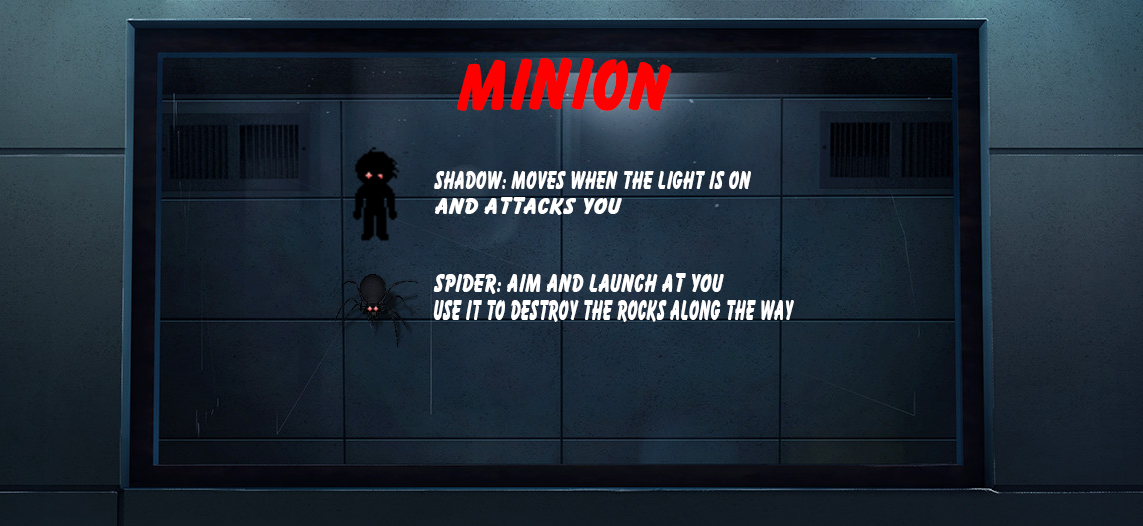 MINION
SHADOW: MOVES WHEN THE LIGHT IS ON
AND ATTACKS YOU
SPIDER: AIM AND LAUNCH AT YOU
USE IT TO DESTROY THE ROCKS ALONG THE WAY